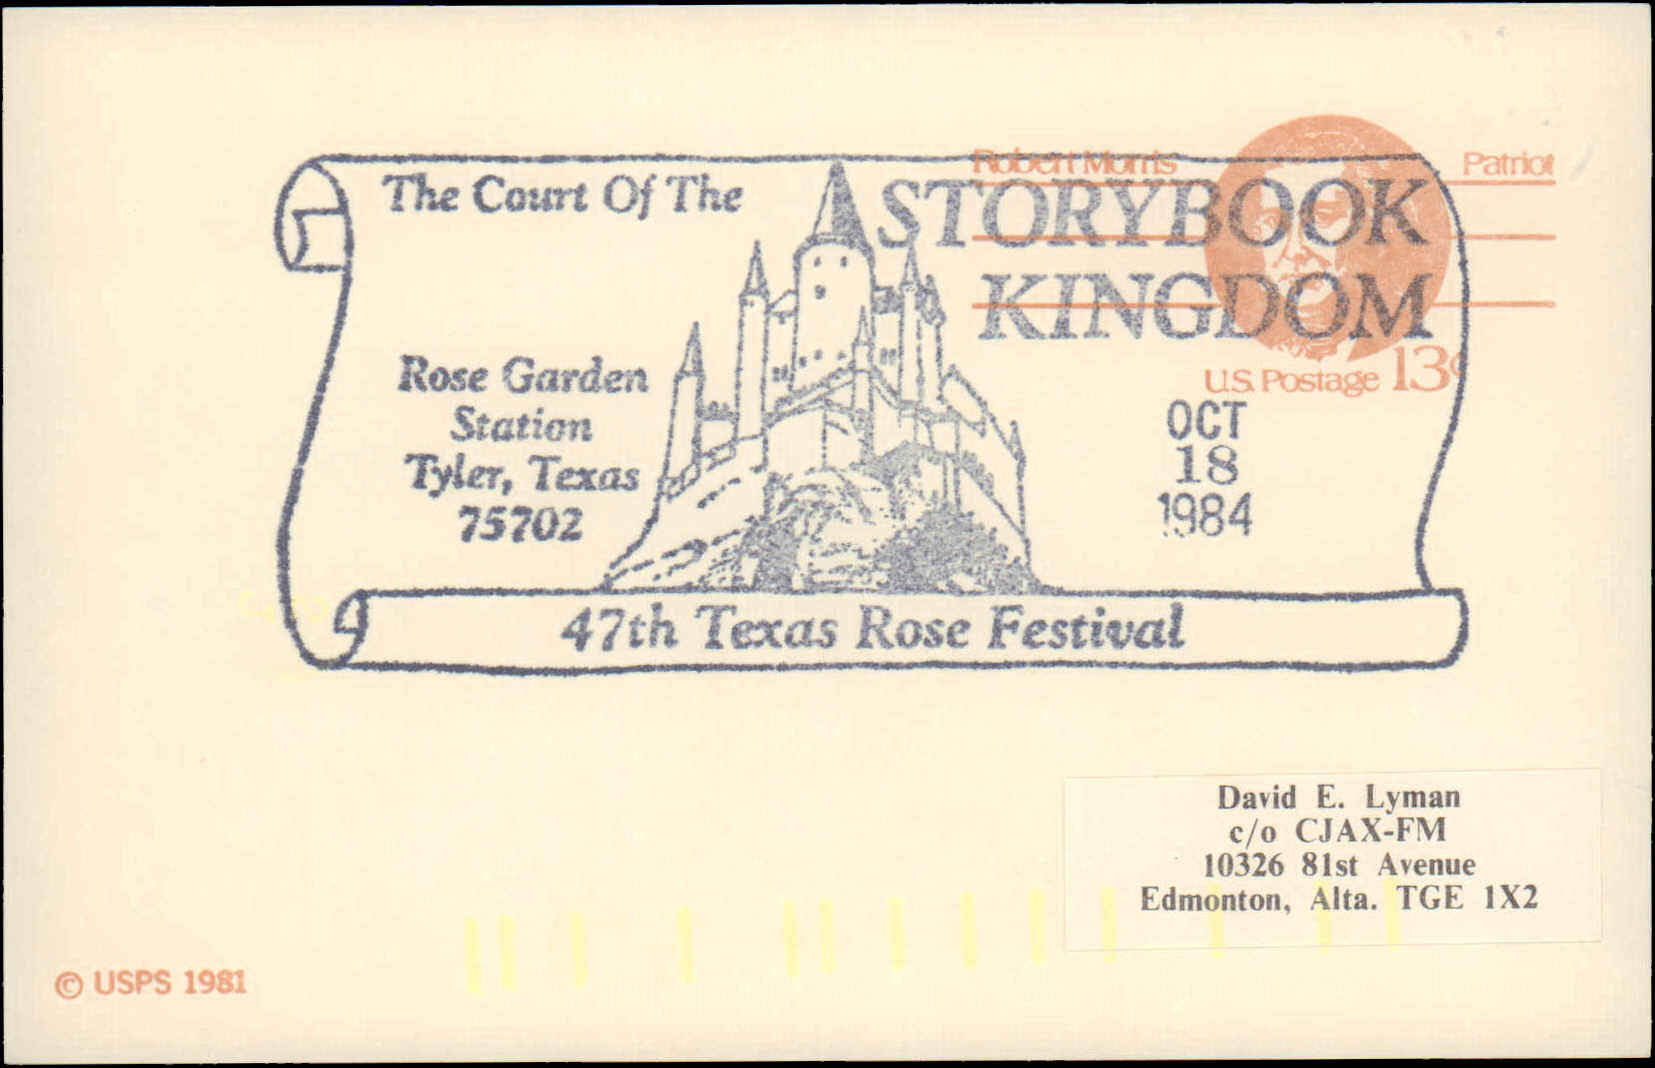 Robert Morris Patriot
The Court Of The STORYBOOK
KINGDOM
U.S. Postage 13c
Rose Garden
Station
Tyler, Texas
75702
OCT
18
1984
47th Texas Rose Festival
David E. Lyman
c/o CJAX-FM
10326 81st Avenue
Edmonton, Alta. TGE 1X2
© USPS 1981